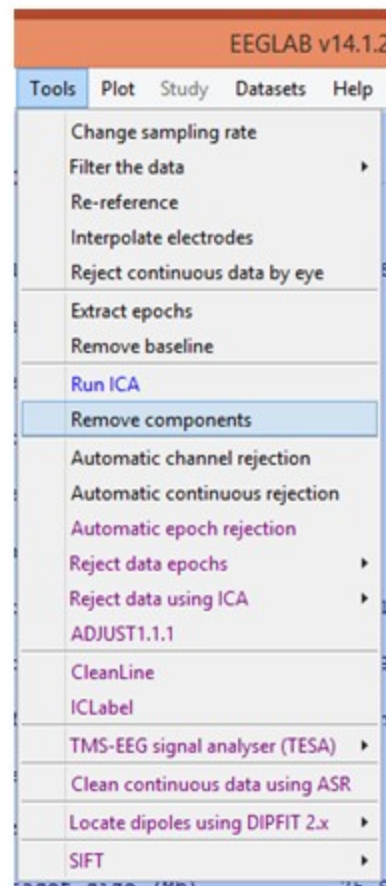 EEGLAB v14.1.2
Tools Plot Study Datasets Help
Change sampling rate
Filter the data
Re-reference
Interpolate electrodes
Reject continuous data by eye
Extract epochs
Remove baseline
Run ICA
Remove components
Automatic channel rejection
Automatic continuous rejection
Automatic epoch rejection
Reject data epochs
Reject data using ICA
ADJUST1.1.1
CleanLine
ICLabel
TMS-EEG signal analyser (TESA)
Clean continuous data using ASR
Locate dipoles using DIPFIT 2.x
SIFT